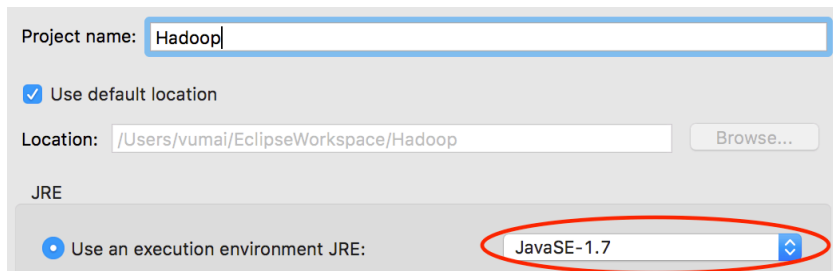 Project name: Hadoop
Use default location
Location: /Users/vumai/EclipseWorkspace/Hadoop Browse...
JRE
Use an execution environment JRE: JavaSE-1.7